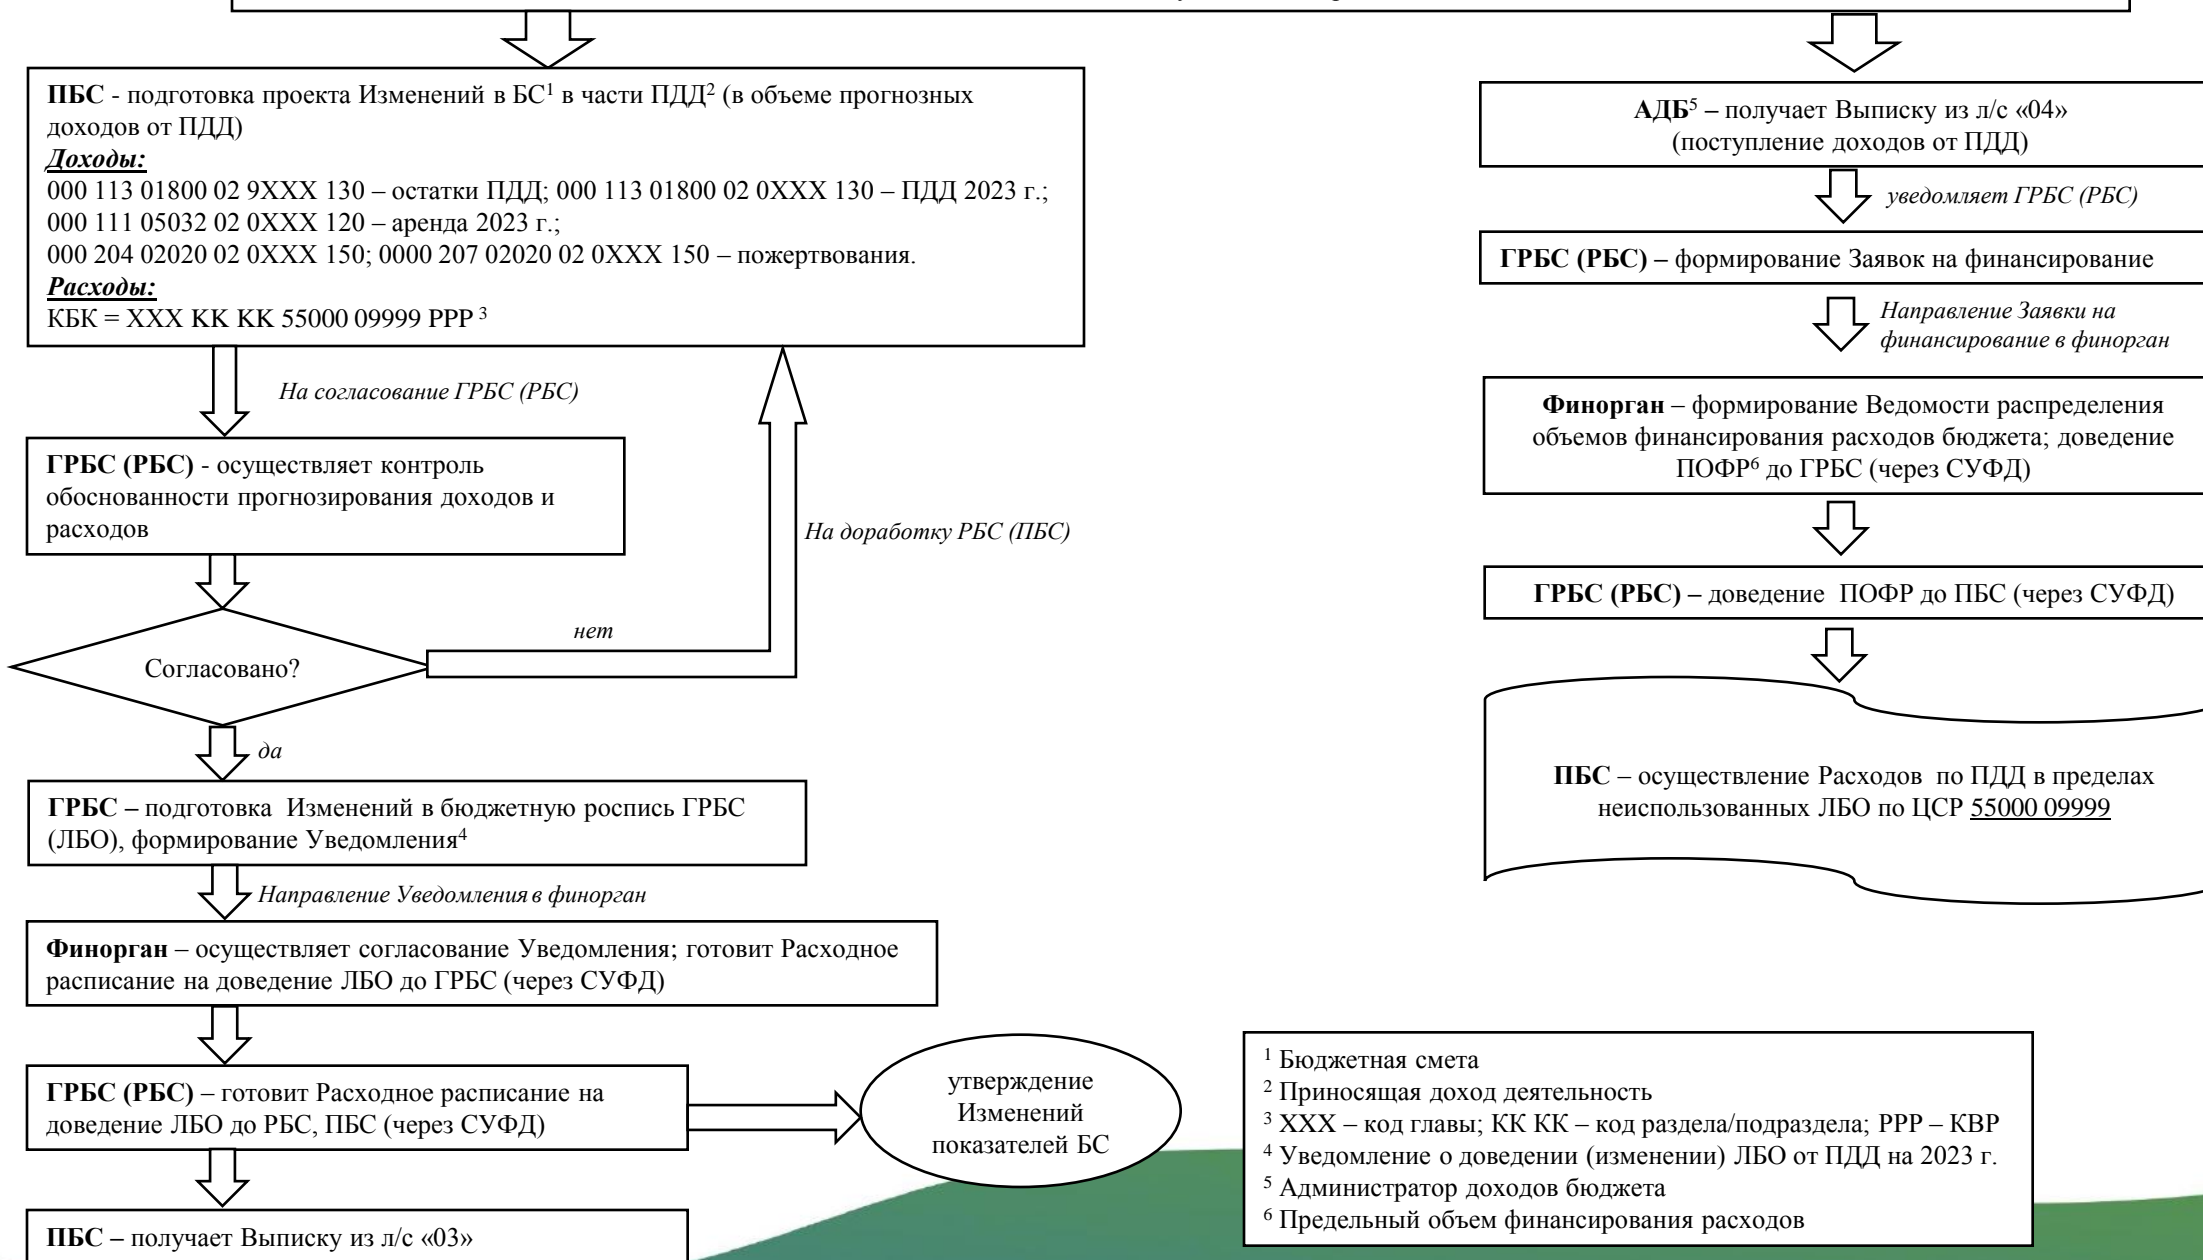 ПБС - подготовка проекта Изменений в БС¹ в части ПДД² (в объеме прогнозных
доходов от ПДД)
Доходы:
000 113 01800 02 9ХХХ 130 – остатки ПДД; 000 113 01800 02 0ХХХ 130 – ПДД 2023 г.;
000 111 05032 02 0ХХХ 120 – аренда 2023 г.;
000 204 02020 02 0ХХХ 150; 0000 207 02020 02 0ХХХ 150 – пожертвования.
Расходы:
КБК = ХХХ КК КК 55000 09999 РРР ³
На согласование ГРБС (РБС)
ГРБС (РБС) - осуществляет контроль
обоснованности прогнозирования доходов и
расходов
На доработку РБС (ПБС)
Согласовано?
нет
да
ГРБС – подготовка Изменений в бюджетную роспись ГРБС
(ЛБО), формирование Уведомления⁴
Направление Уведомления в финорган
Финорган – осуществляет согласование Уведомления; готовит Расходное
расписание на доведение ЛБО до ГРБС (через СУФД)
ГРБС (РБС) – готовит Расходное расписание на
доведение ЛБО до РБС, ПБС (через СУФД)
утверждение
Изменений
показателей БС
ПБС – получает Выписку из л/с «03»
АДБ⁵ – получает Выписку из л/с «04»
(поступление доходов от ПДД)
уведомляет ГРБС (РБС)
ГРБС (РБС) – формирование Заявок на финансирование
Направление Заявки на
финансирование в финорган
Финорган – формирование Ведомости распределения
объемов финансирования расходов бюджета; доведение
ПОФР⁶ до ГРБС (через СУФД)
ГРБС (РБС) – доведение ПОФР до ПБС (через СУФД)
ПБС – осуществление Расходов по ПДД в пределах
неиспользованных ЛБО по ЦСР 55000 09999
¹ Бюджетная смета
² Приносящая доход деятельность
³ ХХХ – код главы; КК КК – код раздела/подраздела; РРР – КВР
⁴ Уведомление о доведении (изменении) ЛБО от ПДД на 2023 г.
⁵ Администратор доходов бюджета
⁶ Предельный объем финансирования расходов